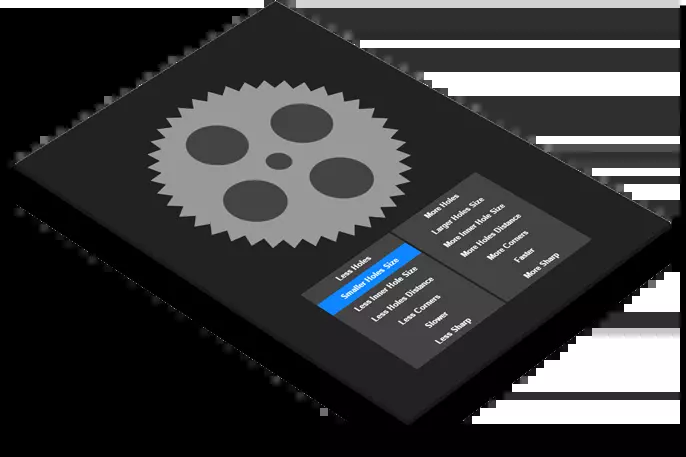 Less Holes
Smaller Holes Size
Less Inner Hole Size
Less Holes Distance
Less Corners
Slower
Less Sharp
More Holes
Larger Holes Size
More Inner Hole Size
More Holes Distance
More Corners
Faster
More Sharp